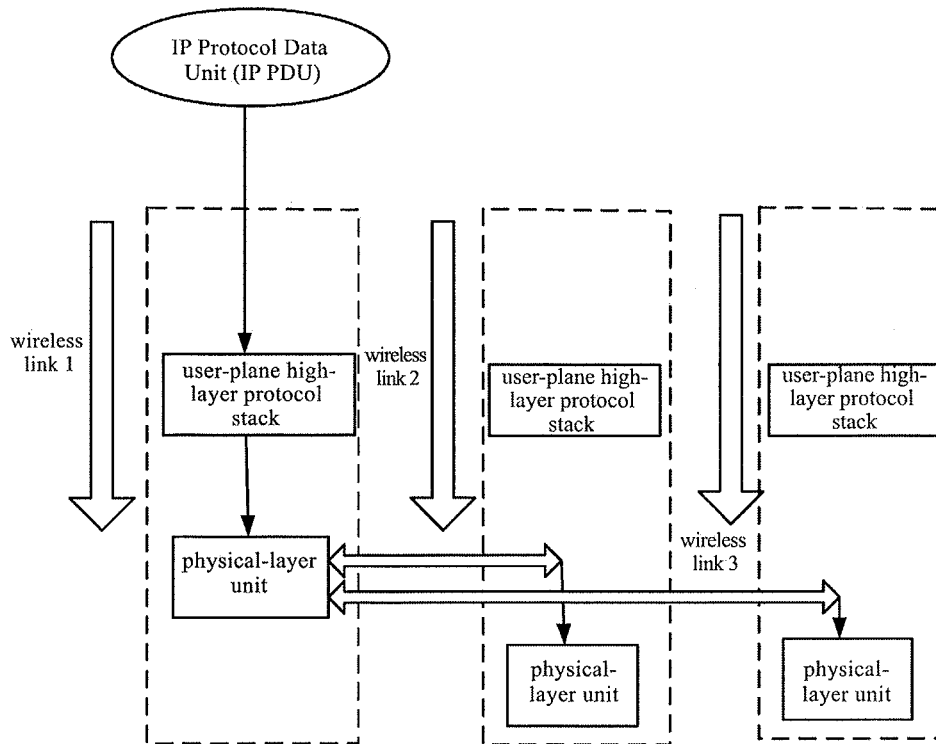 IP Protocol Data
Unit (IP PDU)
wireless
link 1
user-plane high-
layer protocol
stack
wireless
link 2
user-plane high-
layer protocol
stack
user-plane high-
layer protocol
stack
physical-layer
unit
wireless
link 3
physical-
layer unit
physical-
layer unit